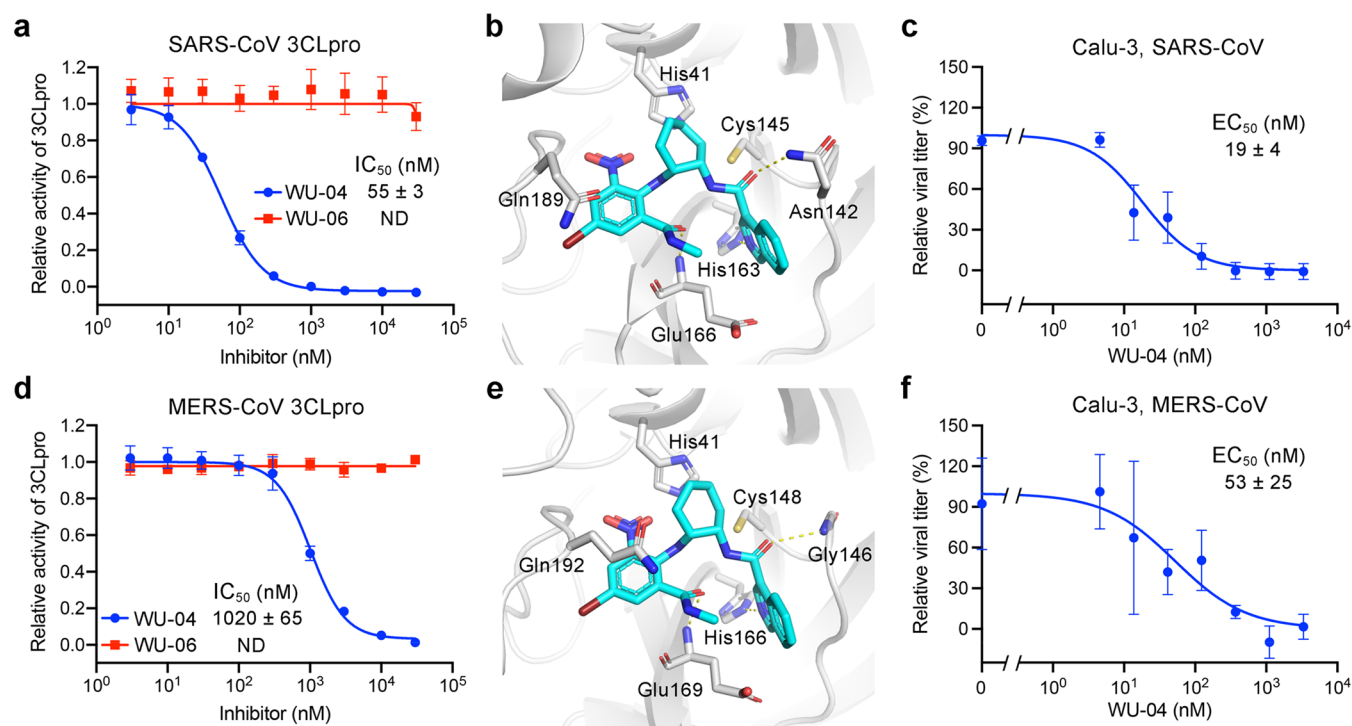 a
SARS-CoV 3CLpro
Relative activity of 3CLpro
1.2
1.0
0.8
0.6
0.4
0.2
0.0
IC50 (nM)
WU-04 55 ± 3
WU-06 ND
10^0 10^1 10^2 10^3 10^4 10^5
Inhibitor (nM)
b
His41
Cys145
Gln189
Asn142
His163
Glu166
c
Calu-3, SARS-CoV
Relative viral titer (%)
150
120
90
60
30
0
EC50 (nM)
19 ± 4
0 10^0 10^1 10^2 10^3 10^4
WU-04 (nM)
d
MERS-CoV 3CLpro
Relative activity of 3CLpro
1.2
1.0
0.8
0.6
0.4
0.2
0.0
IC50 (nM)
WU-04 1020 ± 65
WU-06 ND
10^0 10^1 10^2 10^3 10^4 10^5
Inhibitor (nM)
e
His41
Cys148
Gln192
Gly146
His166
Glu169
f
Calu-3, MERS-CoV
Relative viral titer (%)
150
120
90
60
30
0
EC50 (nM)
53 ± 25
0 10^0 10^1 10^2 10^3 10^4
WU-04 (nM)